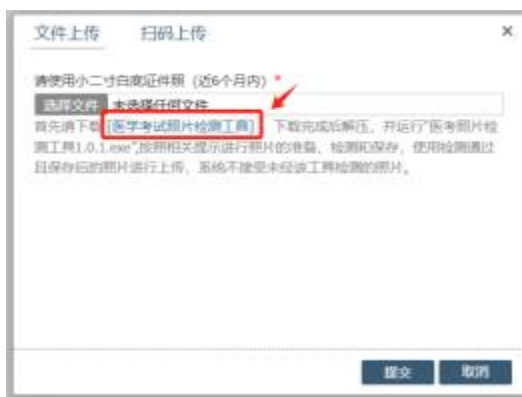 文件上传 扫码上传 ×
请使用小二寸白底证件照（近6个月内）*
选择文件 未选择任何文件
首先请下载[医学考试照片检测工具] 下载完成后解压，并运行"医考照片检
测工具1.0.1.exe",按照相关提示进行照片的准备、检测和保存，使用检测通过
且保存后的照片进行上传，系统不接受未经该工具检测的照片。
提交 取消